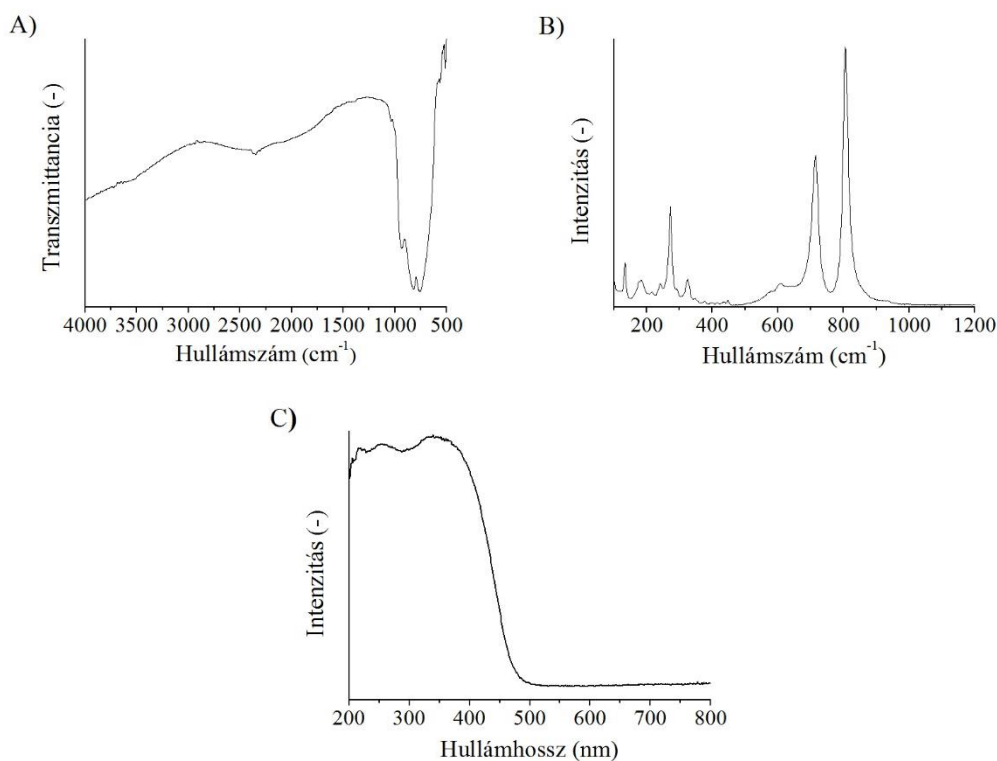 A)
Transzmittancia (-)
4000 3500 3000 2500 2000 1500 1000 500
Hullámszám (cm⁻¹)
B)
Intenzitás (-)
200 400 600 800 1000 1200
Hullámszám (cm⁻¹)
C)
Intenzitás (-)
200 300 400 500 600 700 800
Hullámhossz (nm)